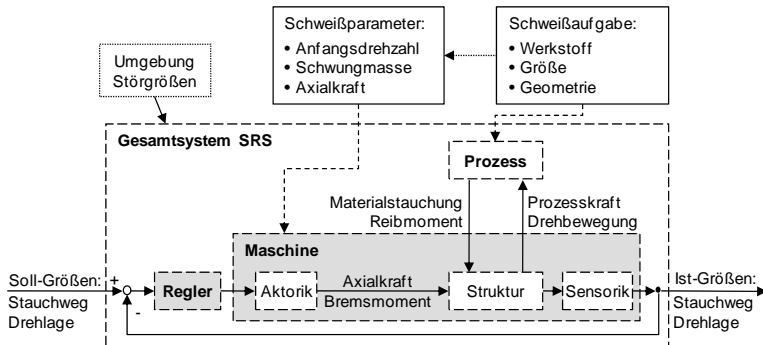 Schweißparameter:
• Anfangsdrehzahl
• Schwungmasse
• Axialkraft
Schweißaufgabe:
• Werkstoff
• Größe
• Geometrie
Umgebung
Störgrößen
Gesamtsystem SRS
Prozess
Materialstauchung
Reibmoment
Prozesskraft
Drehbewegung
Maschine
Soll-Größen:
Stauchweg
Drehlage
+
-
Regler
Aktorik
Axialkraft
Bremsmoment
Struktur
Sensorik
Ist-Größen:
Stauchweg
Drehlage